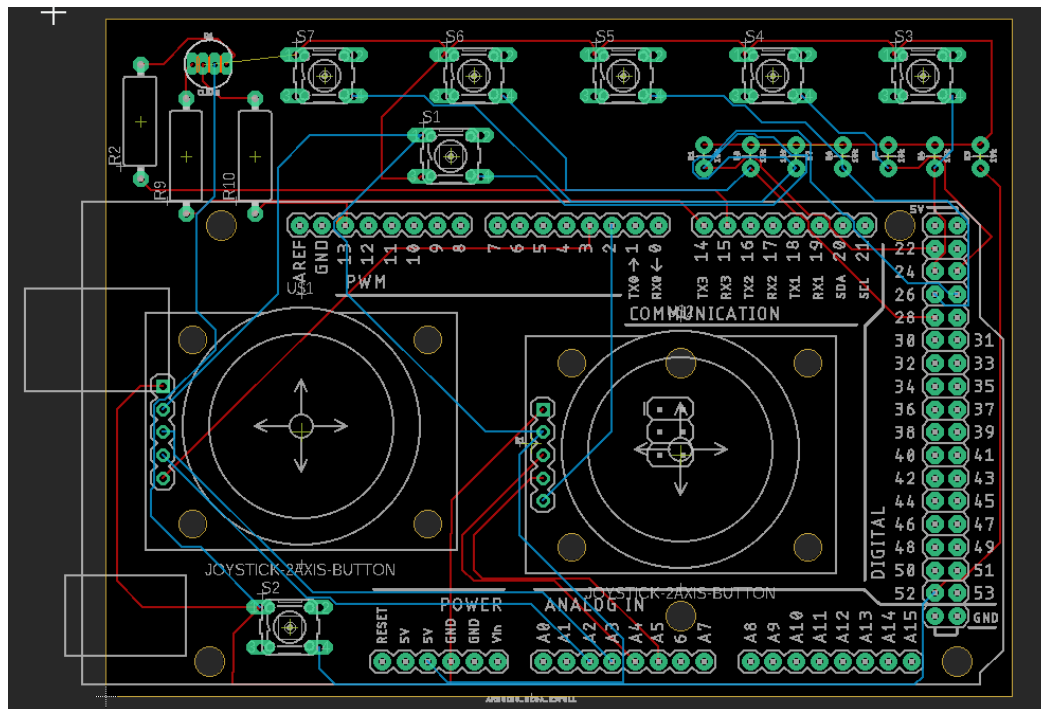 S7 S6 S5 S4 S3
S1
R2
R9
R10
5V
AREF GND 13 12 11 10 9 8 7 6 5 4 3 2 1 0 14 15 16 17 18 19 20 21
TX0→ RX0← TX3 RX3 TX2 RX2 TX1 RX1 SDA SCL
PWM
COMMUNICATION
22
24
26
28
30 31
32 33
34 35
36 37
38 39
40 41
42 43
44 45
46 47
48 49
50 51
52 53
GND
DIGITAL
JOYSTICK-2AXIS-BUTTON
JOYSTICK-2AXIS-BUTTON
S2
POWER
ANALOG IN
RESET 5V 5V GND GND Vin A0 A1 A2 A3 A4 A5 6 A7 A8 A9 A10 A11 A12 A13 A14 A15